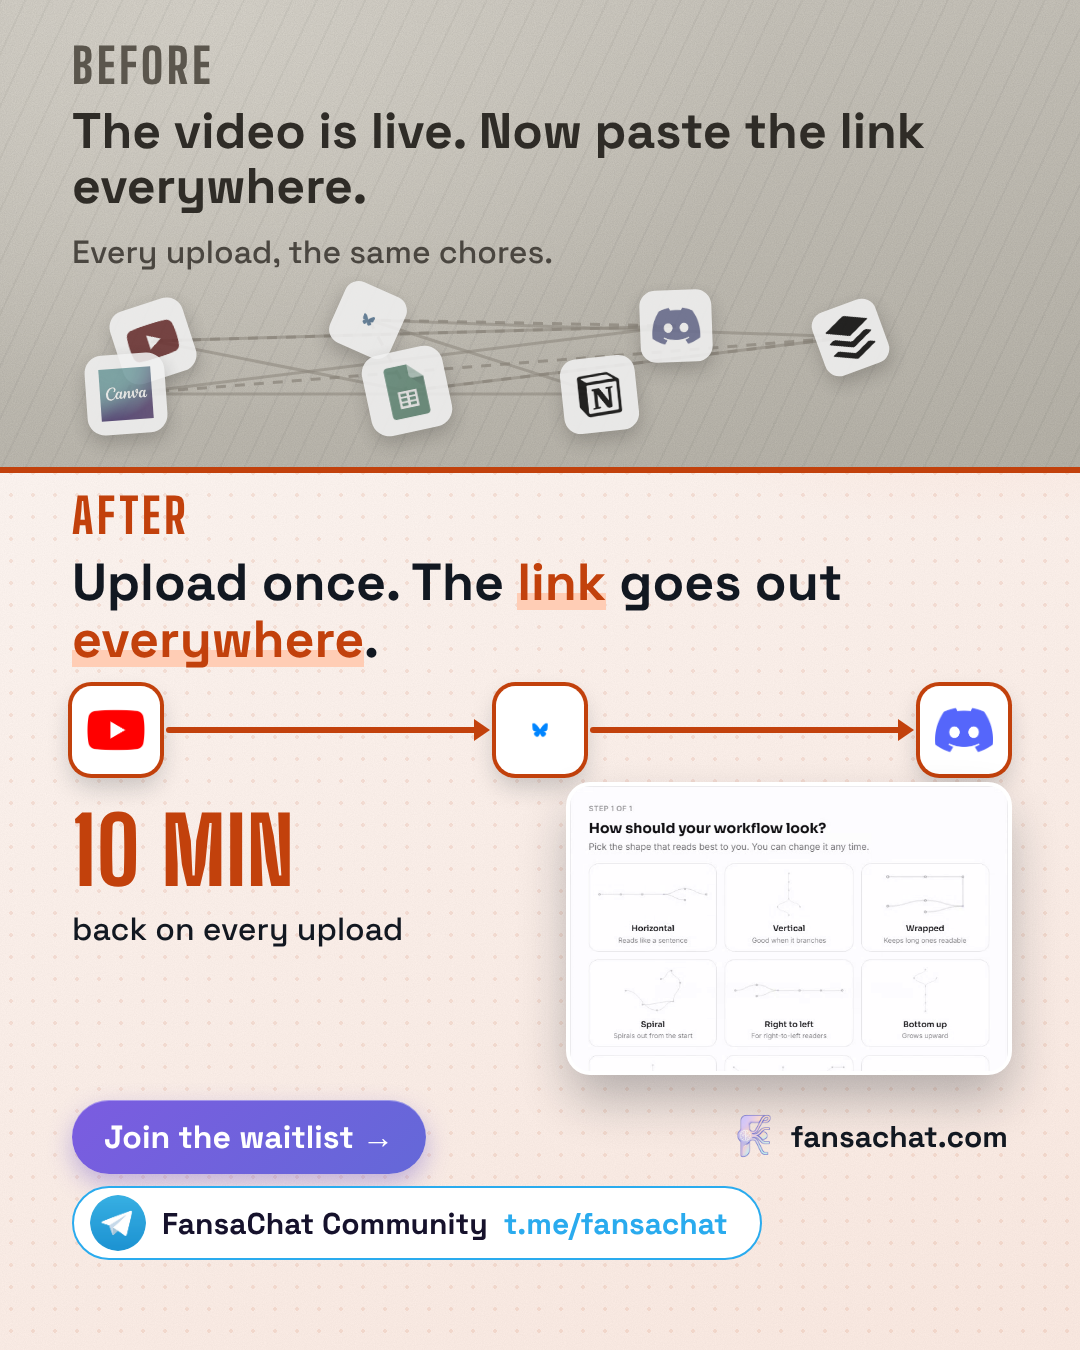 BEFORE
The video is live. Now paste the link
everywhere.
Every upload, the same chores.
Canva
N
AFTER
Upload once. The link goes out
everywhere.
10 MIN
back on every upload
STEP 1 OF 1
How should your workflow look?
Pick the shape that reads best to you. You can change it any time.
Horizontal
Reads like a sentence
Vertical
Good when it branches
Wrapped
Keeps long ones readable
Spiral
Spirals out from the start
Right to left
For right-to-left readers
Bottom up
Grows upward
Join the waitlist →
fansachat.com
FansaChat Community t.me/fansachat